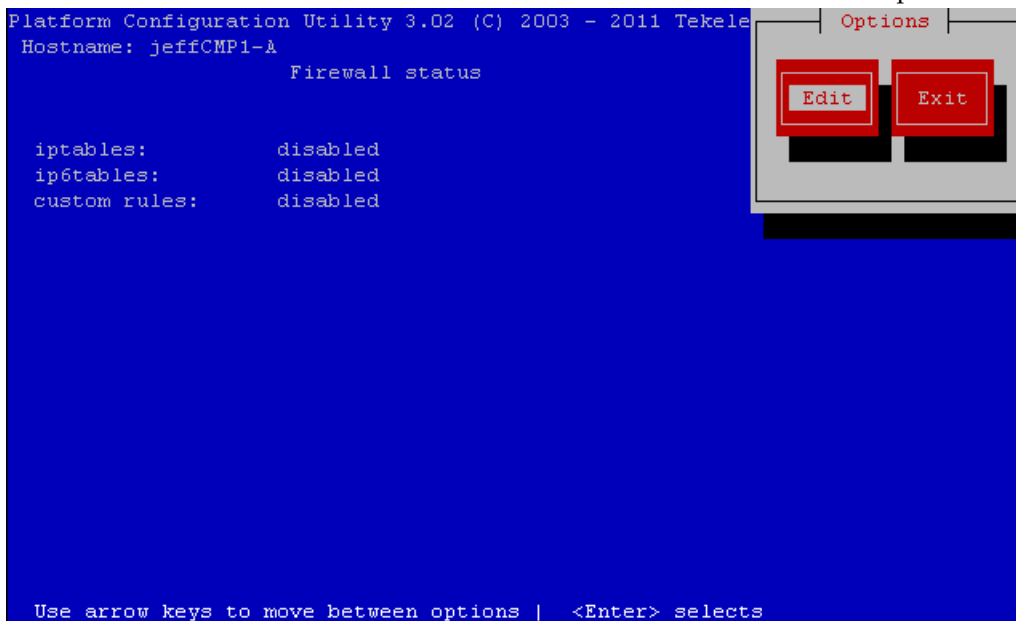 Platform Configuration Utility 3.02 (C) 2003 - 2011 Tekele
Hostname: jeffCMP1-A
Firewall status
iptables: disabled
ip6tables: disabled
custom rules: disabled
Options
Edit Exit
Use arrow keys to move between options | <Enter> selects